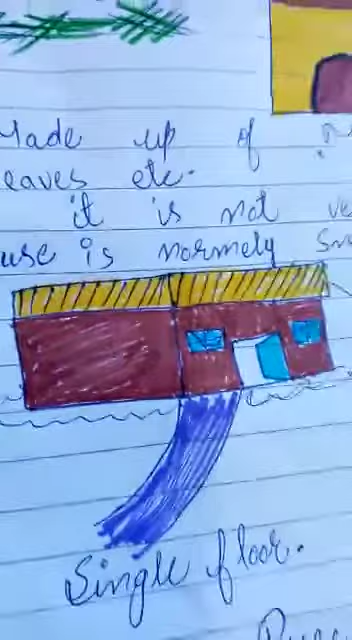 Made up of
leaves etc.
it is not
use is normely
Single floor.